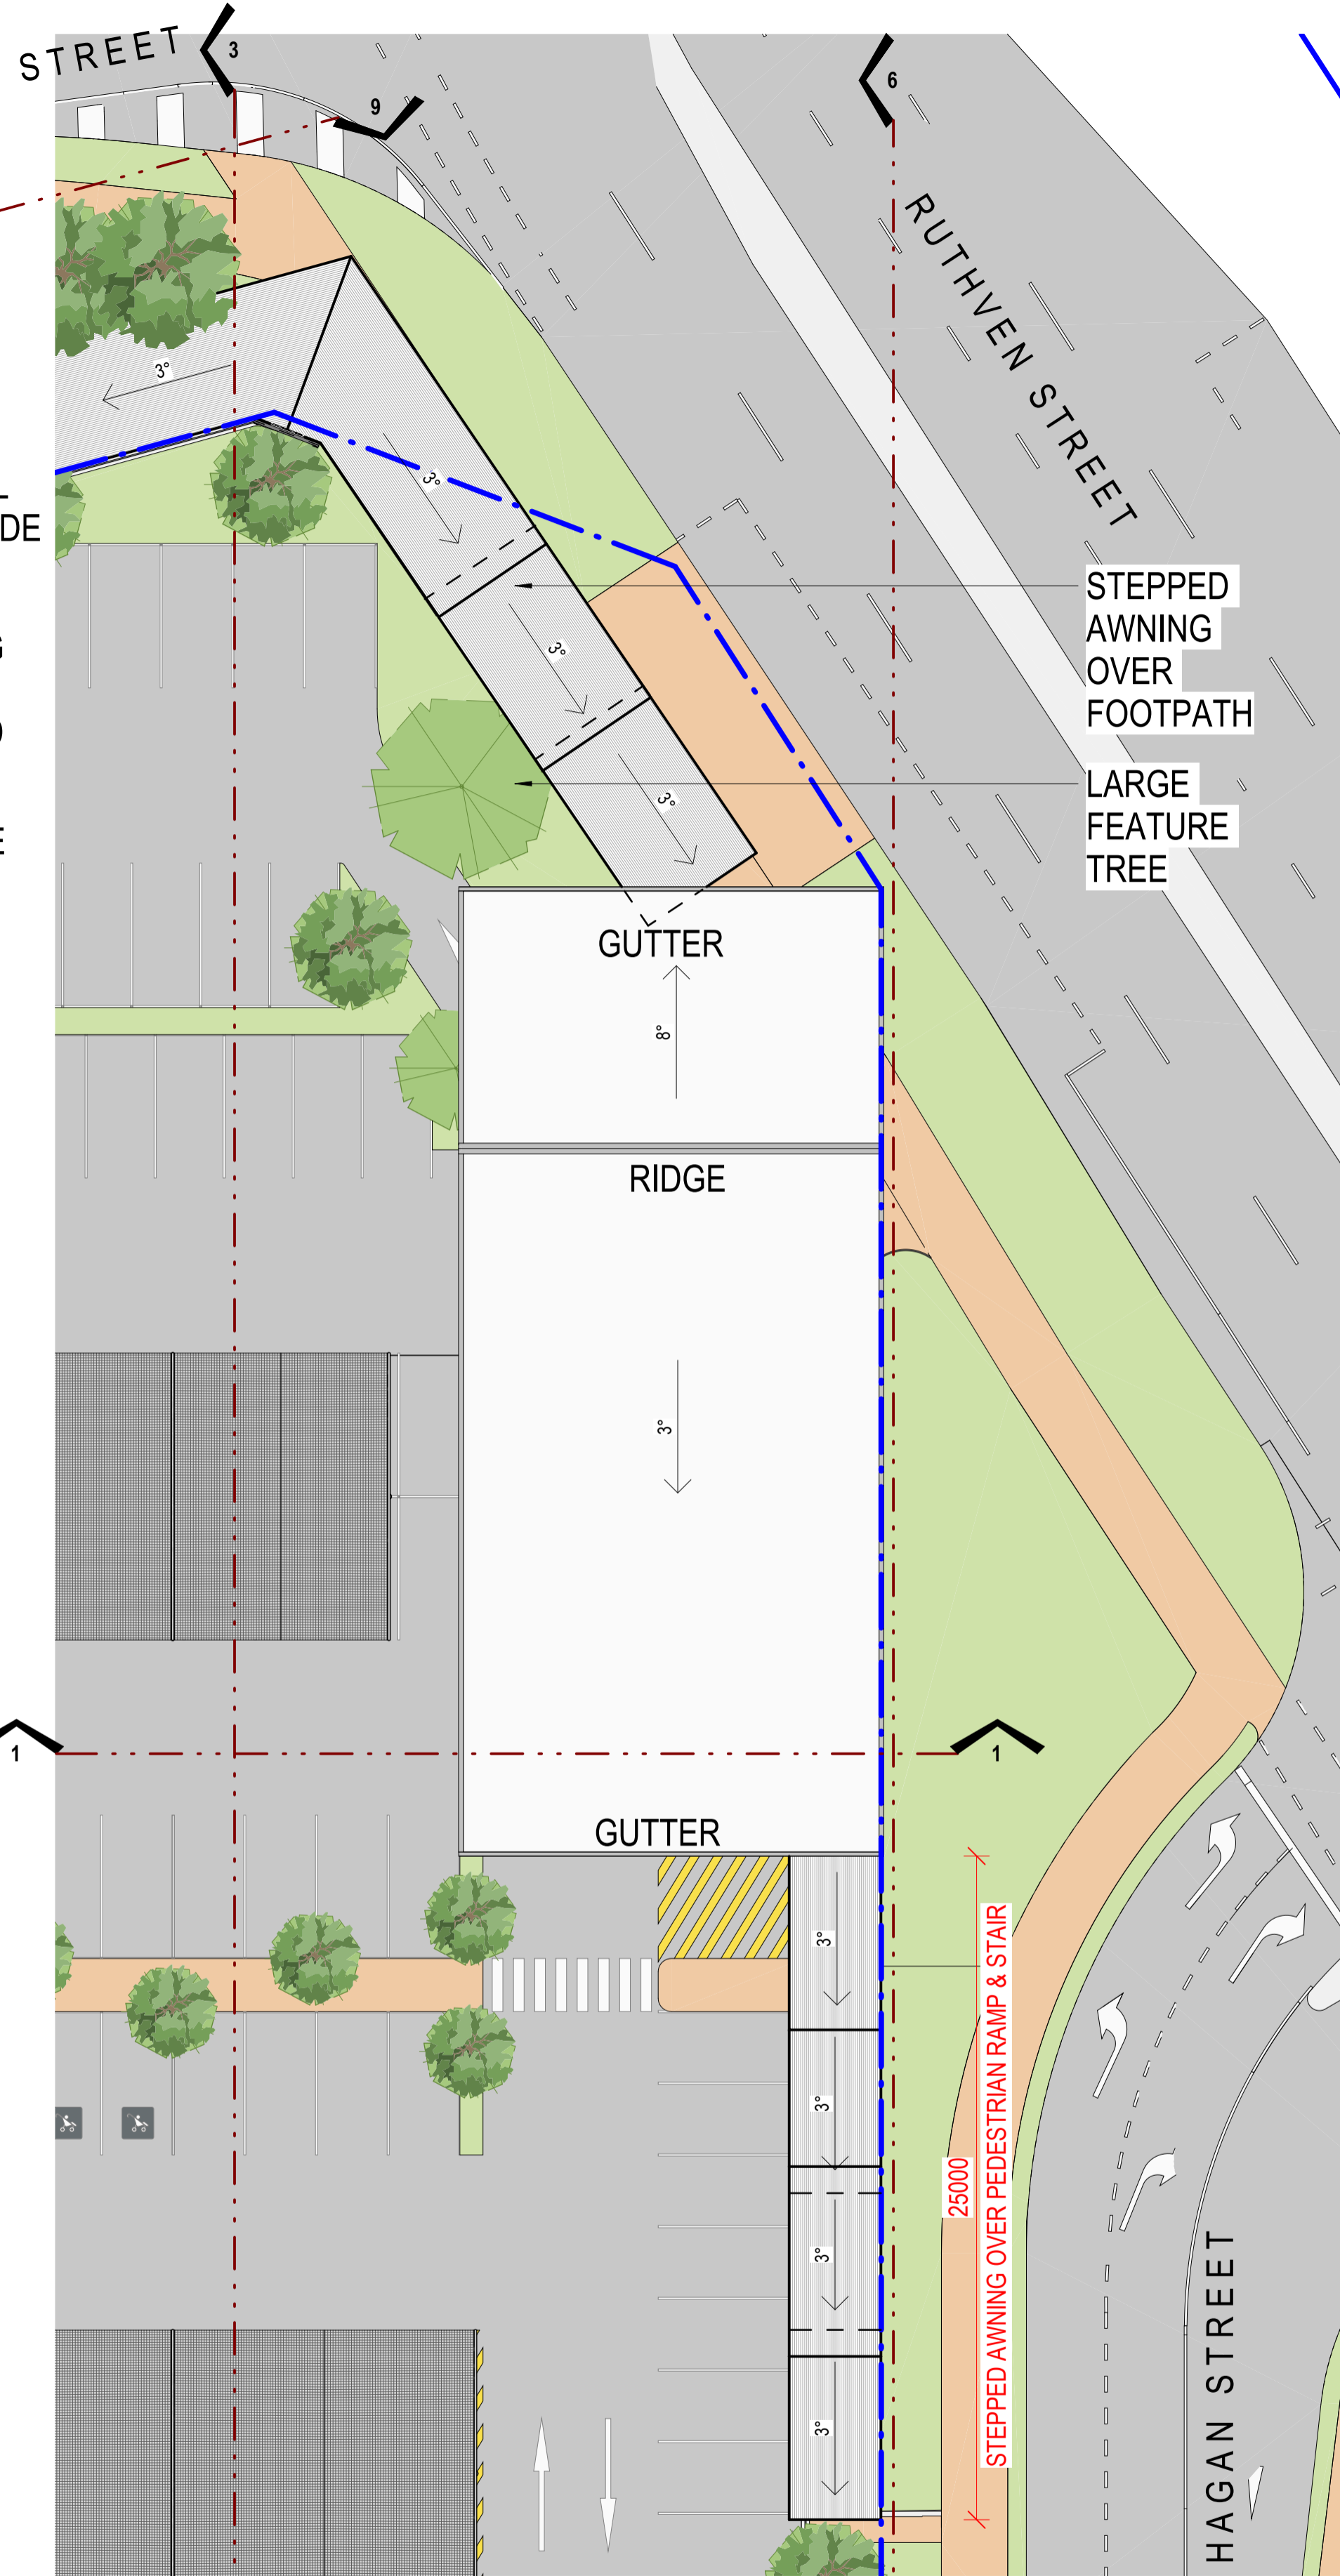 STREET
3
9
6
RUTHVEN STREET
3°
DE
3°
STEPPED
AWNING
OVER
FOOTPATH
3°
LARGE
FEATURE
TREE
3°
GUTTER
8°
RIDGE
3°
1
1
GUTTER
3°
3°
3°
3°
25000
STEPPED AWNING OVER PEDESTRIAN RAMP & STAIR
HAGAN STREET